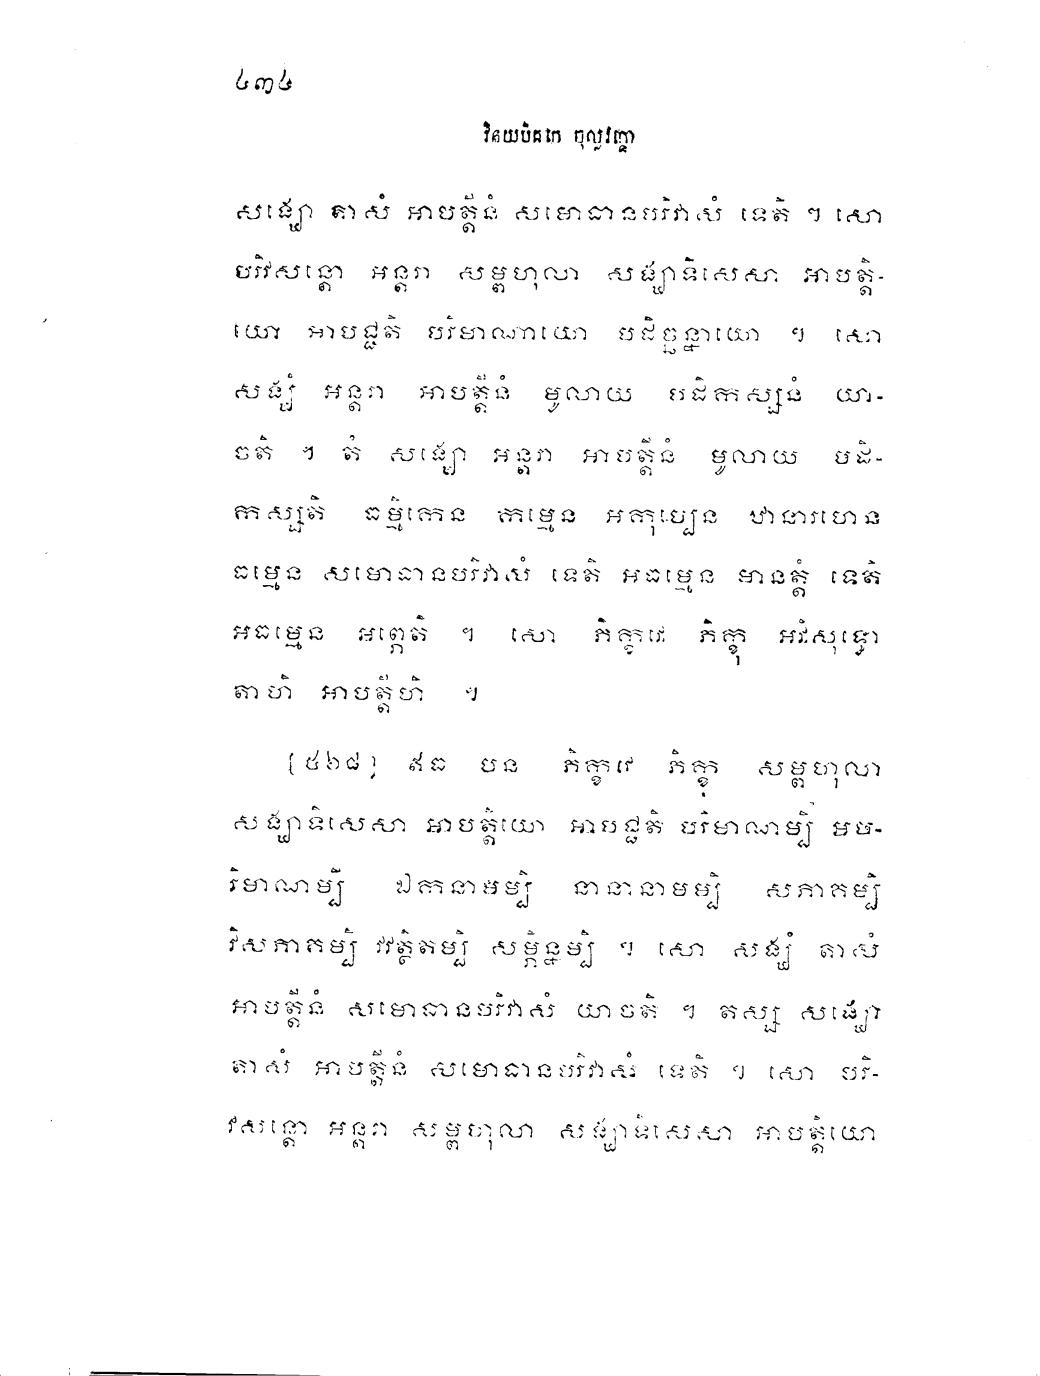 ៤៣៤
វិនយបិដកេ ចុល្លវគ្គោ
សង្ឃោ តាសំ អាបត្តីនំ សមោធានបរិវាសំ ទេតិ ។ សោ
បរិវសន្តោ អន្តរា សម្ពហុលា សង្ឃាទិសេសា អាបត្តិ-
យោ អាបជ្ជតិ បរិមាណាយោ បដិច្ឆន្នាយោ ។ សោ
សង្ឃំ អន្តរា អាបត្តីនំ មូលាយ បដិកស្សនំ យា-
ចតិ ។ តំ សង្ឃោ អន្តរា អាបត្តីនំ មូលាយ បដិ-
កស្សតិ ធម្មិកេន កម្មេន អកុប្បេន ឋានារហេន
ធម្មេន សមោធានបរិវាសំ ទេតិ អធម្មេន មានត្តំ ទេតិ
អធម្មេន អព្ភេតិ ។ សោ ភិក្ខវេ ភិក្ខុ អវិសុទ្ធោ
តាហិ អាបត្តីហិ ។
[៥៦៨] ឥធ បន ភិក្ខវេ ភិក្ខុ សម្ពហុលា
សង្ឃាទិសេសា អាបត្តិយោ អាបជ្ជតិ បរិមាណម្បិ អប-
រិមាណម្បិ ឯកនាមម្បិ នានានាមម្បិ សភាគម្បិ
វិសភាគម្បិ វវត្ថិតម្បិ សម្ភិន្នម្បិ ។ សោ សង្ឃំ តាសំ
អាបត្តីនំ សមោធានបរិវាសំ យាចតិ ។ តស្ស សង្ឃោ
តាសំ អាបត្តីនំ សមោធានបរិវាសំ ទេតិ ។ សោ បរិ-
វសន្តោ អន្តរា សម្ពហុលា សង្ឃាទិសេសា អាបត្តិយោ